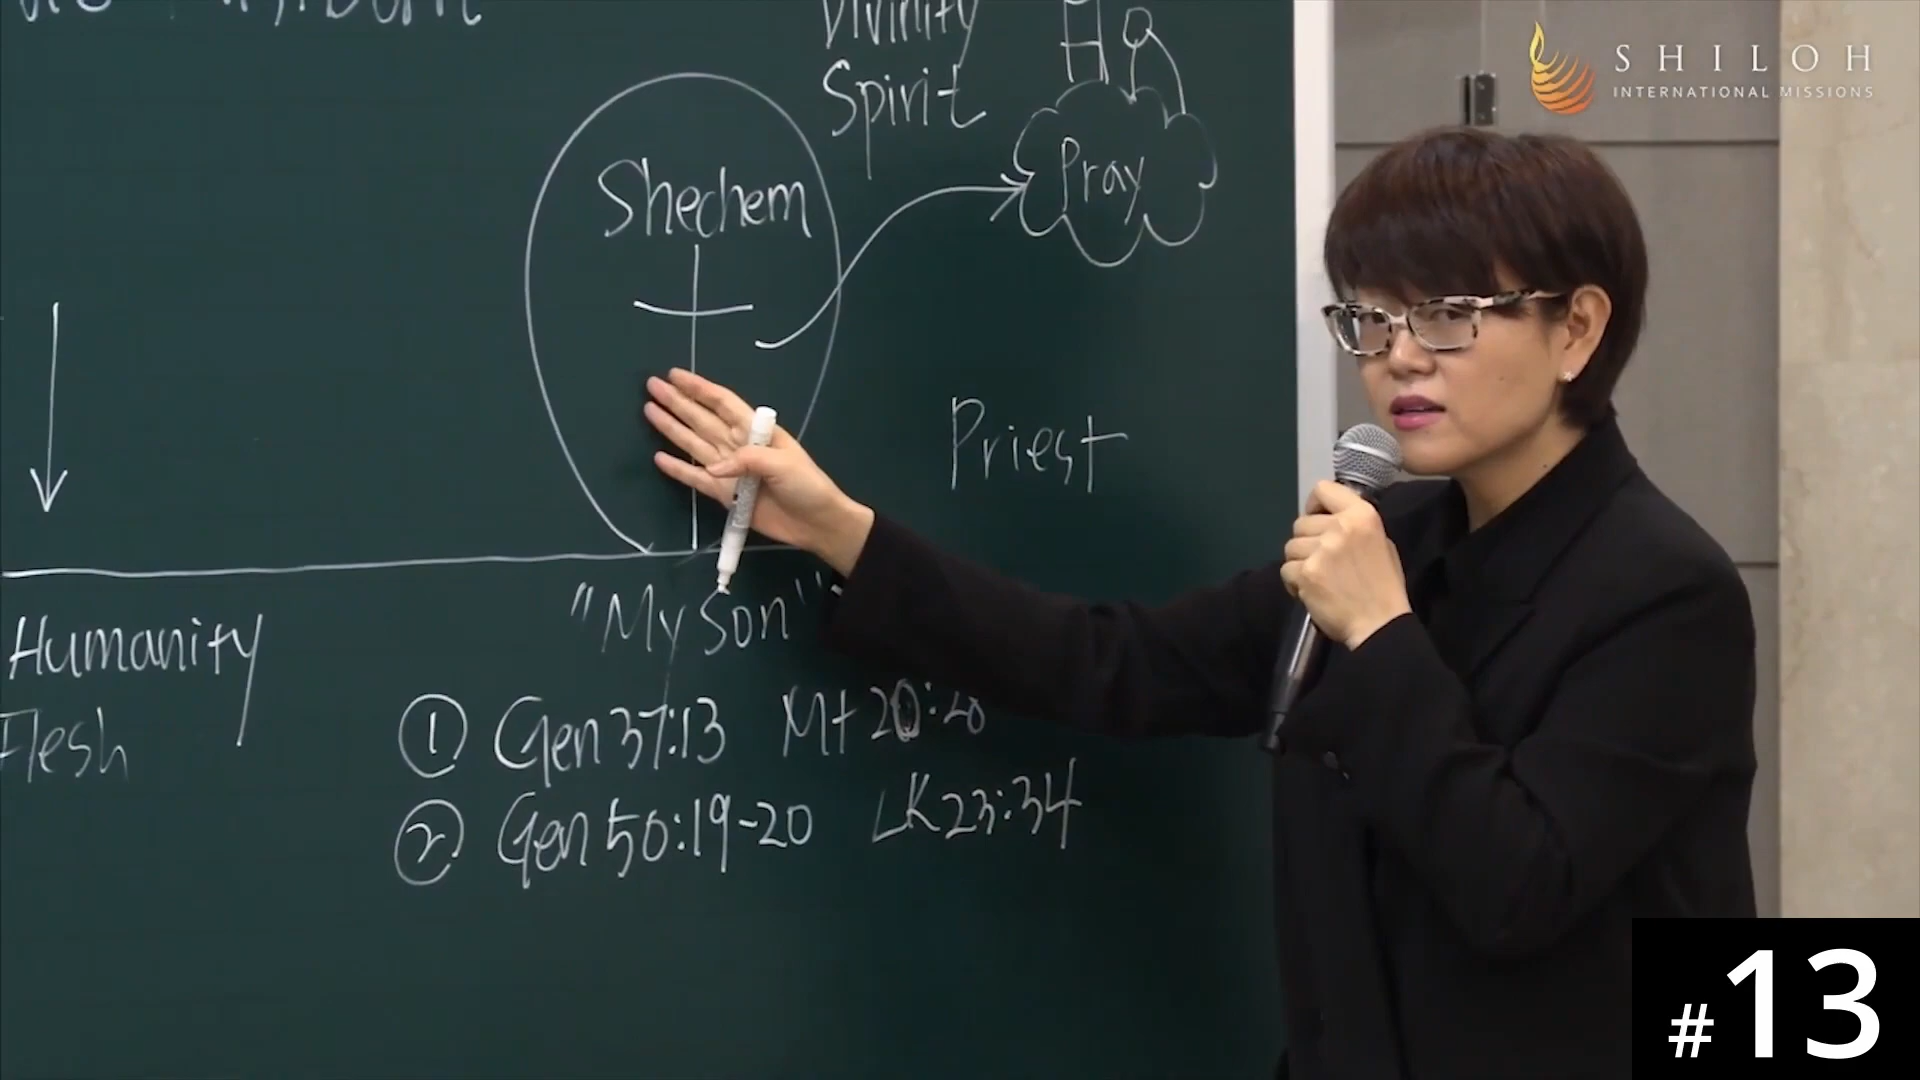 Divinity
Spirit
HQ
Pray
Shechem
Priest
Humanity
Flesh
"My Son"
① Gen 37:13 Mt 20:20
② Gen 50:19-20 LK 23:34
SHILOH
INTERNATIONAL MISSIONS
#13